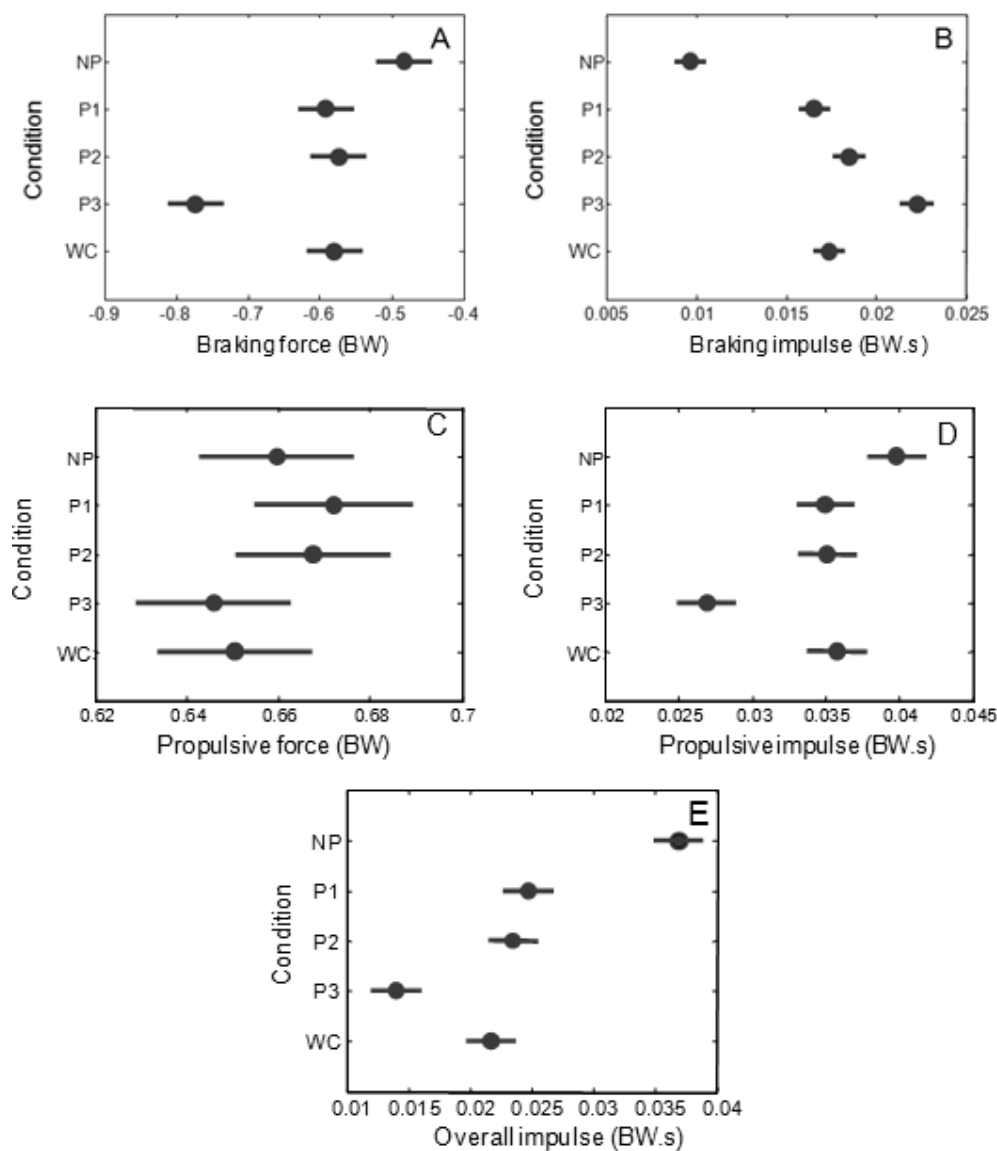 A
Condition
NP
P1
P2
P3
WC
-0.9 -0.8 -0.7 -0.6 -0.5 -0.4
Braking force (BW)
B
Condition
NP
P1
P2
P3
WC
0.005 0.01 0.015 0.02 0.025
Braking impulse (BW.s)
C
Condition
NP
P1
P2
P3
WC
0.62 0.64 0.66 0.68 0.7
Propulsive force (BW)
D
Condition
NP
P1
P2
P3
WC
0.02 0.025 0.03 0.035 0.04 0.045
Propulsive impulse (BW.s)
E
Condition
NP
P1
P2
P3
WC
0.01 0.015 0.02 0.025 0.03 0.035 0.04
Overall impulse (BW.s)